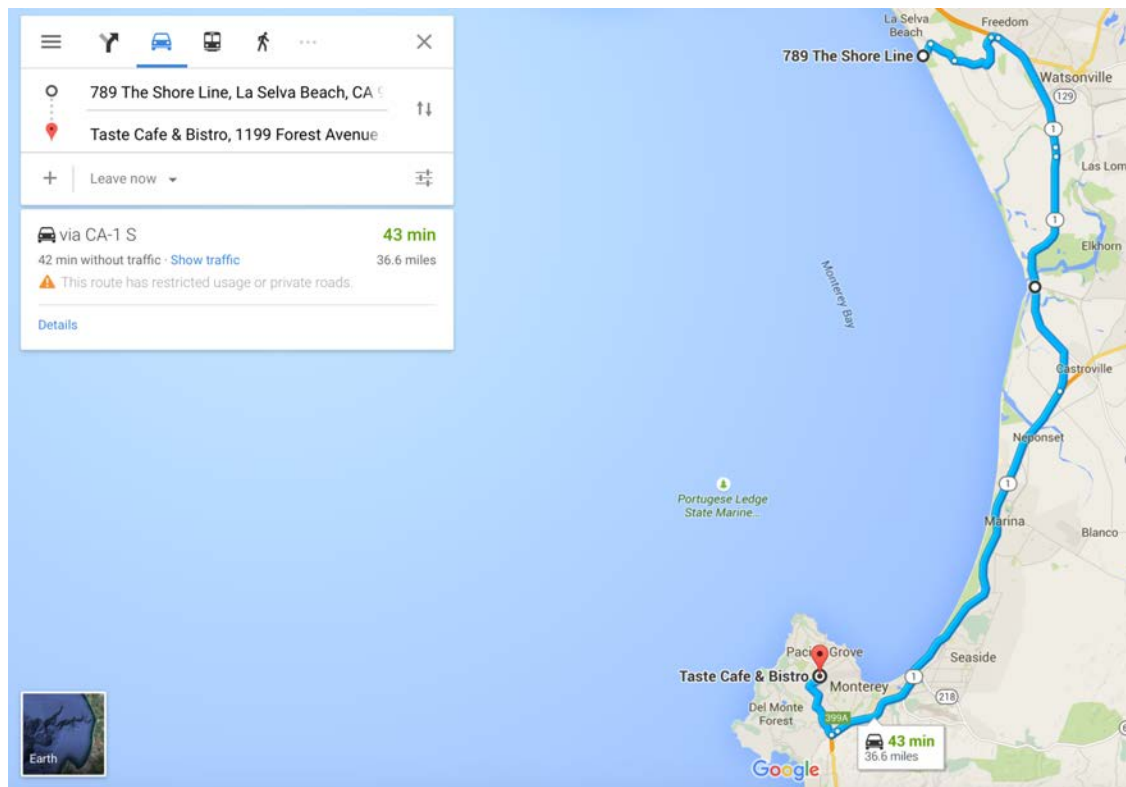 789 The Shore Line, La Selva Beach, CA
Taste Cafe & Bistro, 1199 Forest Avenue
Leave now
via CA-1 S
43 min
42 min without traffic · Show traffic
36.6 miles
This route has restricted usage or private roads.
Details
La Selva
Beach
Freedom
789 The Shore Line
Watsonville
129
1
Las Lom
1
Elkhorn
Monterey Bay
Castroville
Neponset
1
Portugese Ledge
State Marine...
Marina
Blanco
Seaside
Pacific Grove
Taste Cafe & Bistro
Monterey
1
218
Del Monte
Forest
399A
43 min
36.6 miles
Google
Earth